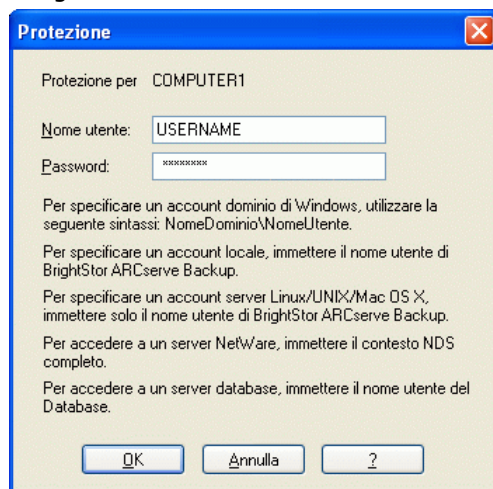 Protezione
Protezione per COMPUTER1
Nome utente: USERNAME
Password: ××××××××
Per specificare un account dominio di Windows, utilizzare la
seguente sintassi: NomeDominio\NomeUtente.
Per specificare un account locale, immettere il nome utente di
BrightStor ARCserve Backup.
Per specificare un account server Linux/UNIX/Mac OS X,
immettere solo il nome utente di BrightStor ARCserve Backup.
Per accedere a un server NetWare, immettere il contesto NDS
completo.
Per accedere a un server database, immettere il nome utente del
Database.
OK Annulla ?